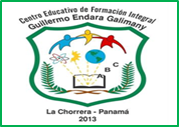 Centro Educativo de Formación Integral
Guillermo Endara Galimany
B
C
A
La Chorrera - Panamá
2013